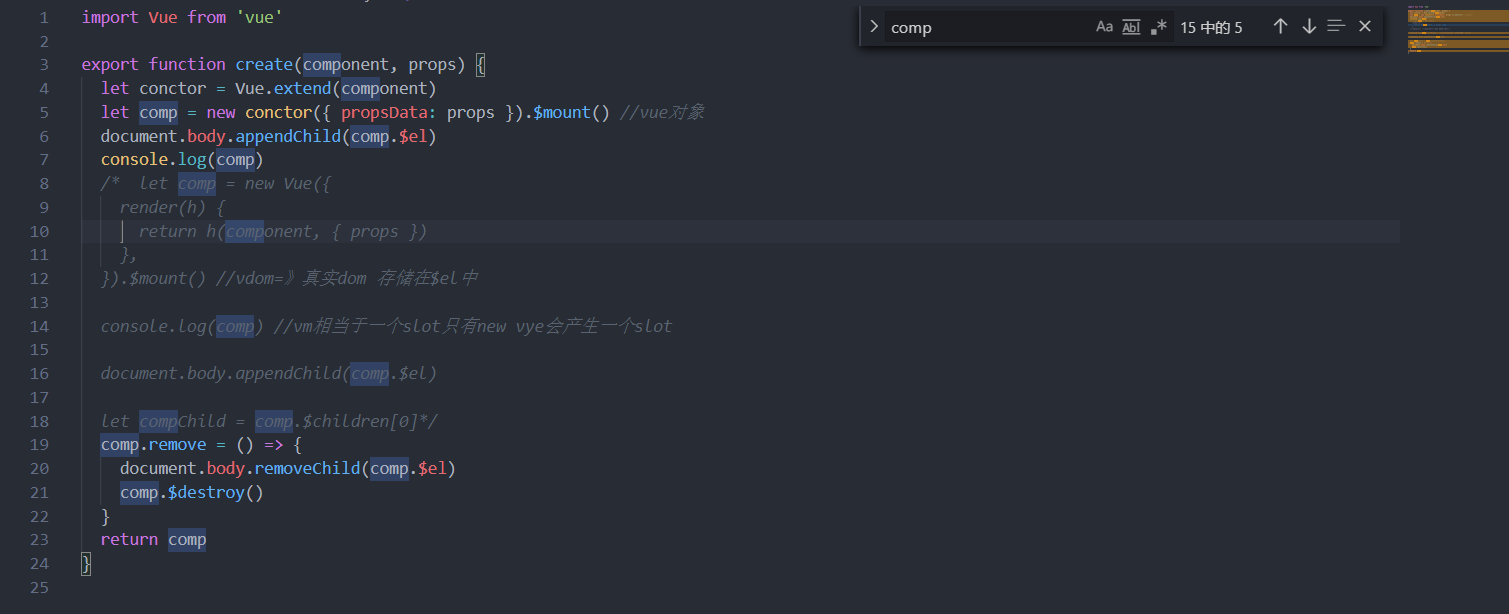 1 import Vue from 'vue'
2
3 export function create(component, props) {
4 let conctor = Vue.extend(component)
5 let comp = new conctor({ propsData: props }).$mount() //vue对象
6 document.body.appendChild(comp.$el)
7 console.log(comp)
8 /* let comp = new Vue({
9 render(h) {
10 return h(component, { props })
11 },
12 }).$mount() //vdom=》真实dom 存储在$el中
13
14 console.log(comp) //vm相当于一个slot只有new vye会产生一个slot
15
16 document.body.appendChild(comp.$el)
17
18 let compChild = comp.$children[0]*/
19 comp.remove = () => {
20 document.body.removeChild(comp.$el)
21 comp.$destroy()
22 }
23 return comp
24 }
25
comp Aa Abl .* 15 中的 5